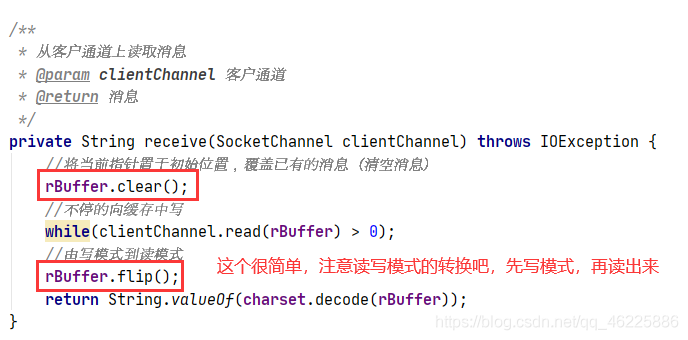 /**
 * 从客户通道上读取消息
 * @param clientChannel 客户通道
 * @return 消息
 */
private String receive(SocketChannel clientChannel) throws IOException {
    //将当前指针置于初始位置，覆盖已有的消息（清空消息）
    rBuffer.clear();
    //不停的向缓存中写
    while(clientChannel.read(rBuffer) > 0);
    //由写模式到读模式
    rBuffer.flip(); 这个很简单，注意读写模式的转换吧，先写模式，再读出来
    return String.valueOf(charset.decode(rBuffer));
}
https://blog.csdn.net/qq_46225886